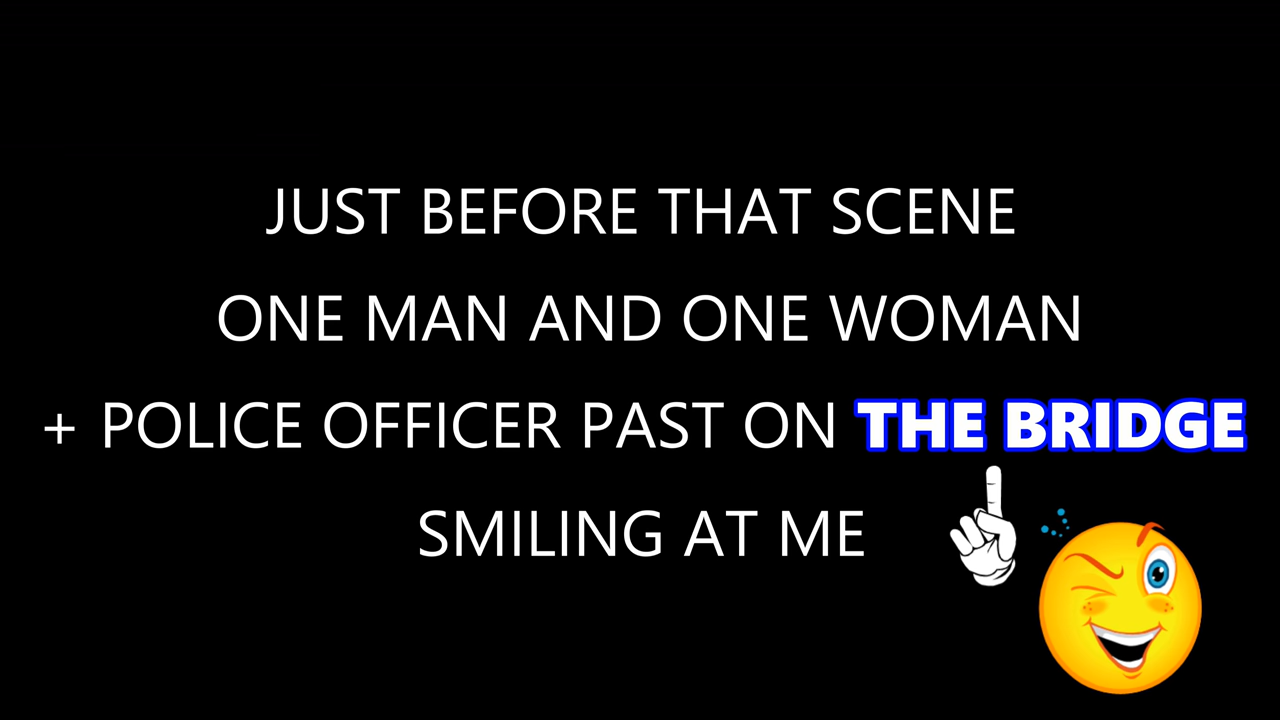 JUST BEFORE THAT SCENE
ONE MAN AND ONE WOMAN
+ POLICE OFFICER PAST ON THE BRIDGE
SMILING AT ME